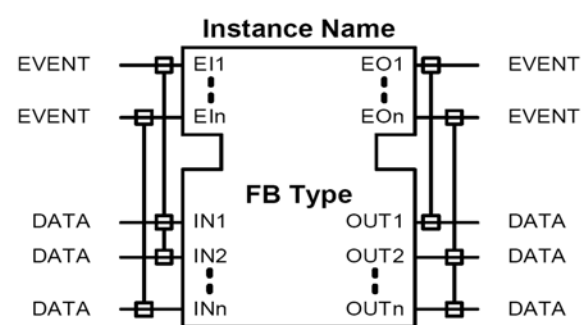 Instance Name
EVENT EI1 EO1 EVENT
EVENT EIn EOn EVENT
FB Type
DATA IN1 OUT1 DATA
DATA IN2 OUT2 DATA
DATA INn OUTn DATA